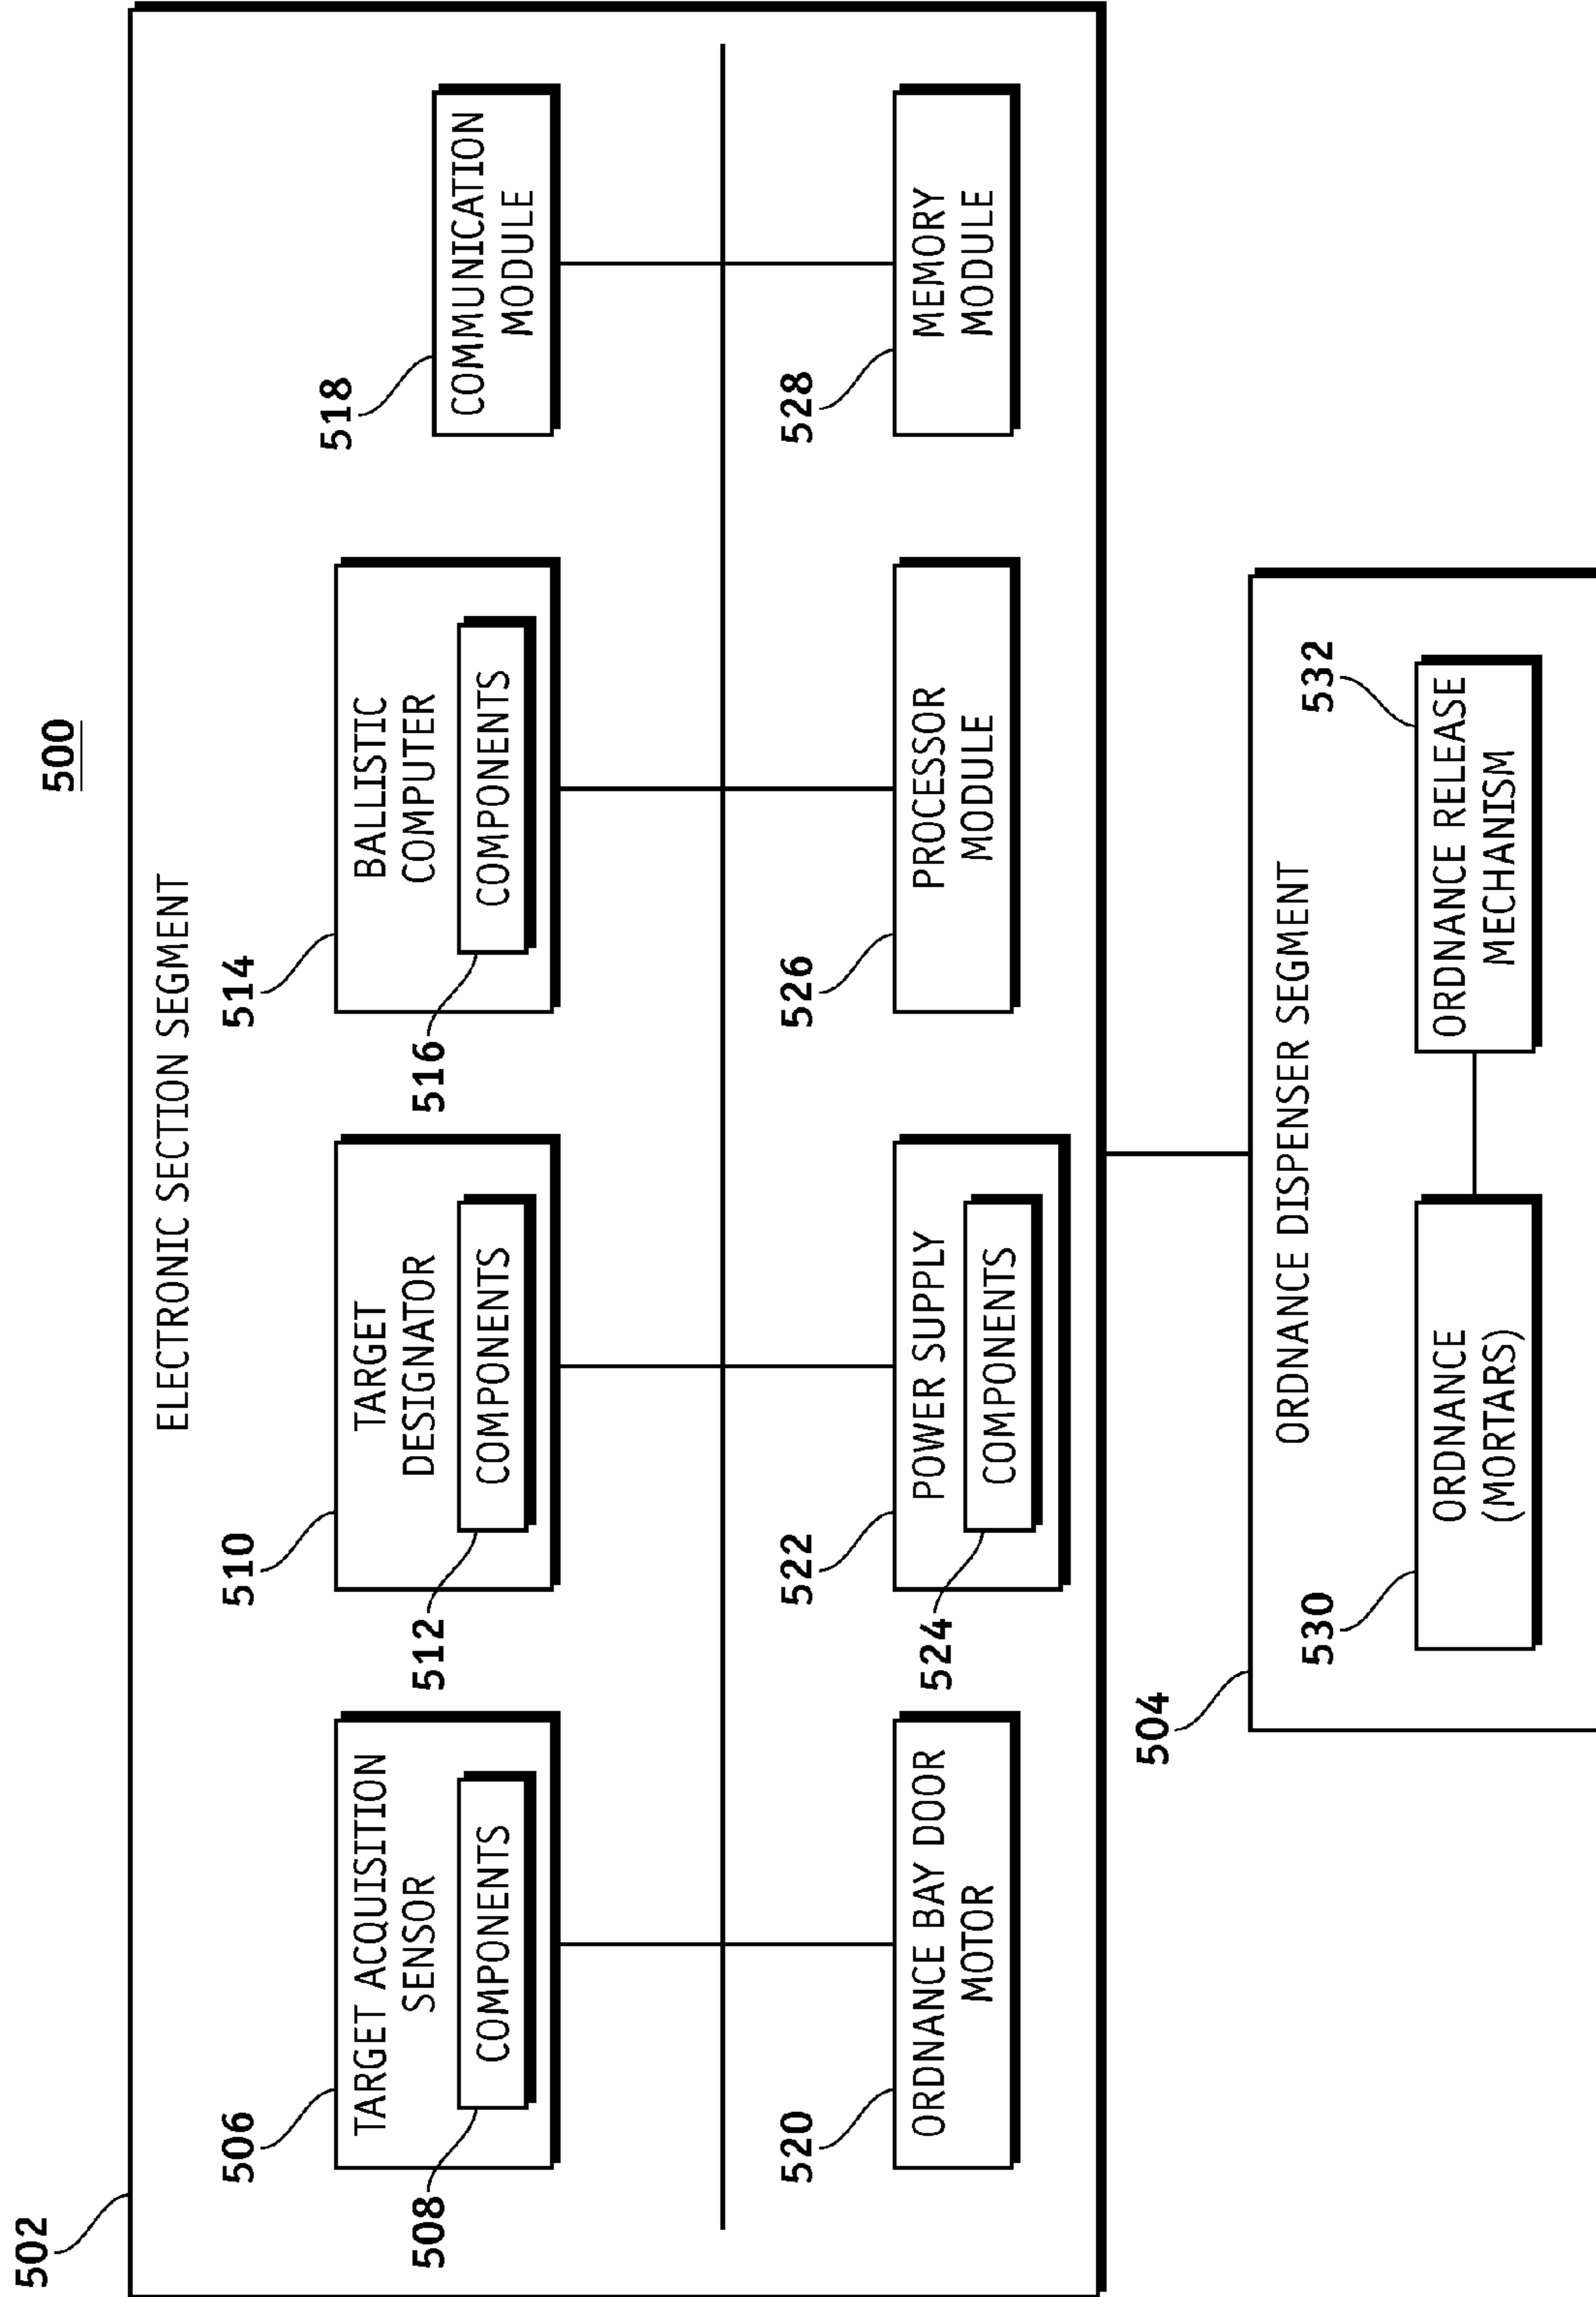 500
502
ELECTRONIC SECTION SEGMENT
506
TARGET ACQUISITION
SENSOR
508
COMPONENTS
510
TARGET
DESIGNATOR
512
COMPONENTS
514
BALLISTIC
COMPUTER
516
COMPONENTS
518
COMMUNICATION
MODULE
520
ORDNANCE BAY DOOR
MOTOR
522
POWER SUPPLY
524
COMPONENTS
526
PROCESSOR
MODULE
528
MEMORY
MODULE
504
ORDNANCE DISPENSER SEGMENT
530
ORDNANCE
(MORTARS)
532
ORDNANCE RELEASE
MECHANISM